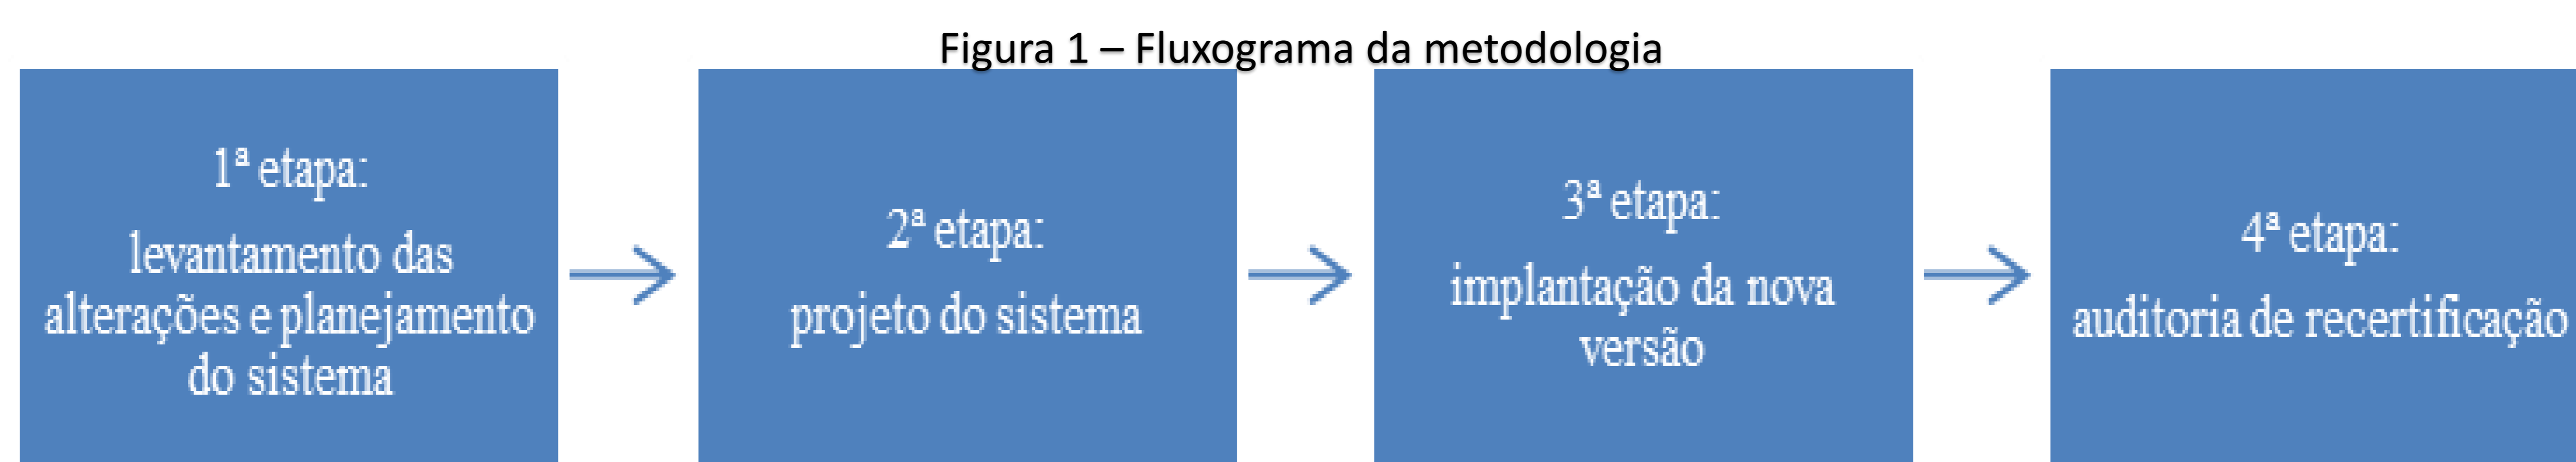 Figura 1 – Fluxograma da metodologia
1ª etapa:
levantamento das
alterações e planejamento
do sistema
2ª etapa:
projeto do sistema
3ª etapa:
implantação da nova
versão
4ª etapa:
auditoria de recertificação